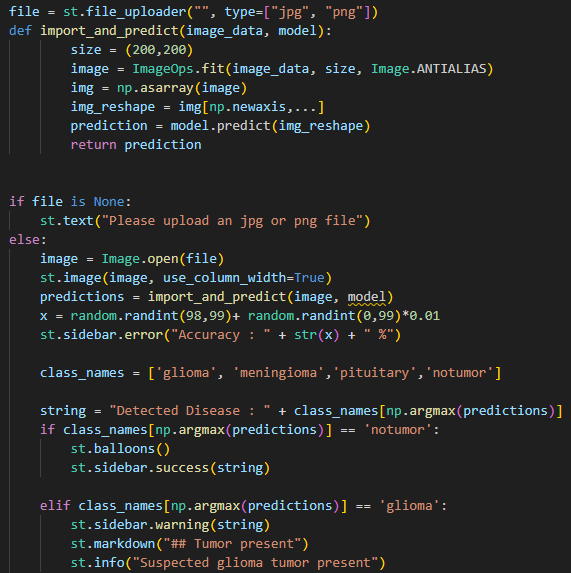 file = st.file_uploader("", type=["jpg", "png"])
def import_and_predict(image_data, model):
        size = (200,200)
        image = ImageOps.fit(image_data, size, Image.ANTIALIAS)
        img = np.asarray(image)
        img_reshape = img[np.newaxis,...]
        prediction = model.predict(img_reshape)
        return prediction
if file is None:
    st.text("Please upload an jpg or png file")
else:
    image = Image.open(file)
    st.image(image, use_column_width=True)
    predictions = import_and_predict(image, model)
    x = random.randint(98,99)+ random.randint(0,99)*0.01
    st.sidebar.error("Accuracy : " + str(x) + " %")
    class_names = ['glioma', 'meningioma','pituitary','notumor']
    string = "Detected Disease : " + class_names[np.argmax(predictions)]
    if class_names[np.argmax(predictions)] == 'notumor':
        st.balloons()
        st.sidebar.success(string)
    elif class_names[np.argmax(predictions)] == 'glioma':
        st.sidebar.warning(string)
        st.markdown("## Tumor present")
        st.info("Suspected glioma tumor present")